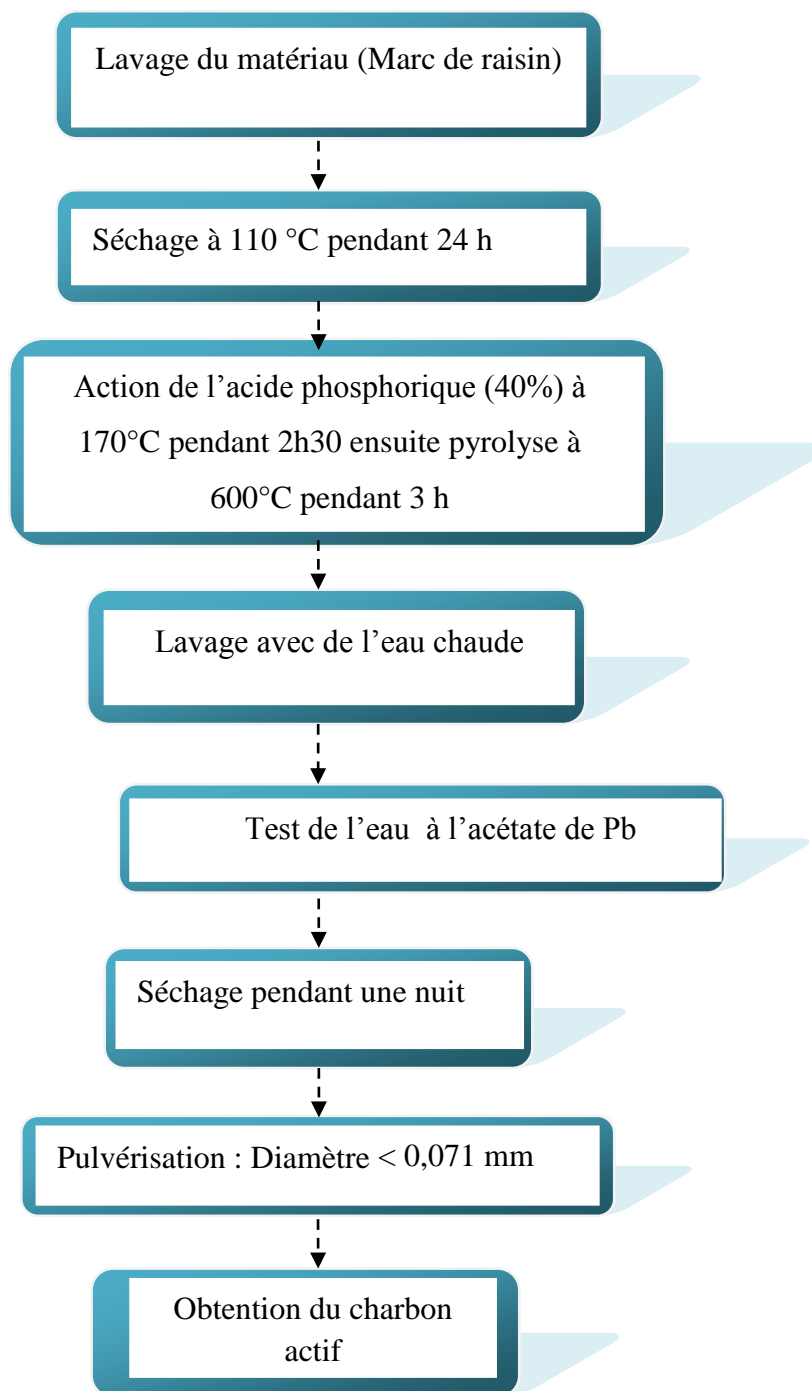 Lavage du matériau (Marc de raisin)
Séchage à 110 °C pendant 24 h
Action de l’acide phosphorique (40%) à
170°C pendant 2h30 ensuite pyrolyse à
600°C pendant 3 h
Lavage avec de l’eau chaude
Test de l’eau à l’acétate de Pb
Séchage pendant une nuit
Pulvérisation : Diamètre < 0,071 mm
Obtention du charbon
actif